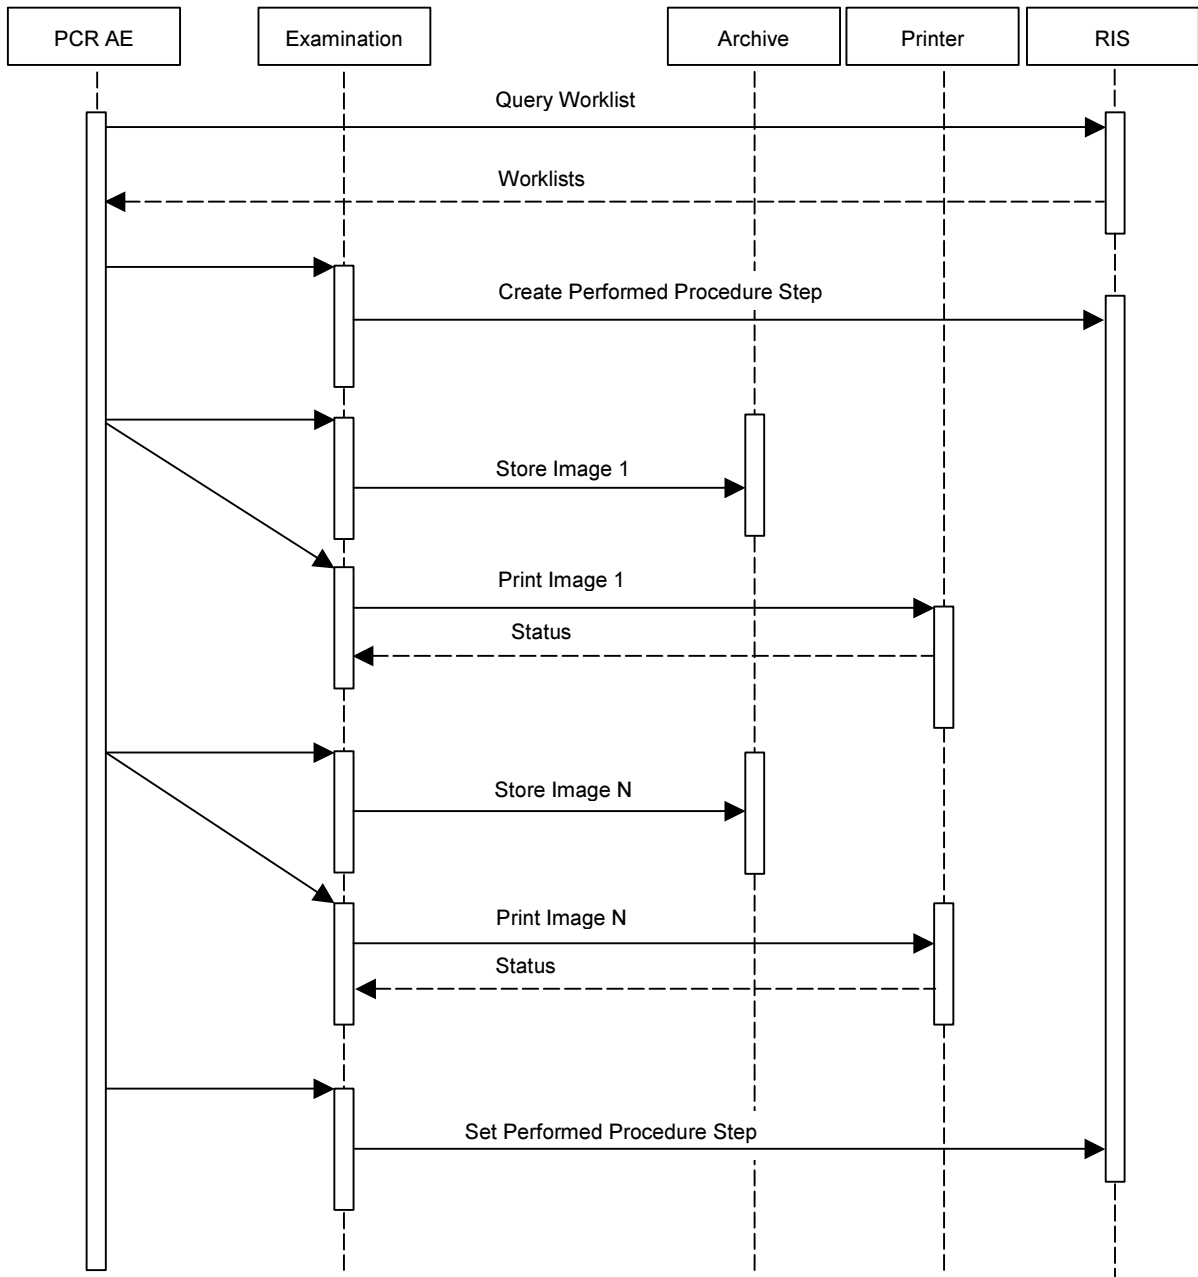 PCR AE
Examination
Archive
Printer
RIS
Query Worklist
Worklists
Create Performed Procedure Step
Store Image 1
Print Image 1
Status
Store Image N
Print Image N
Status
Set Performed Procedure Step